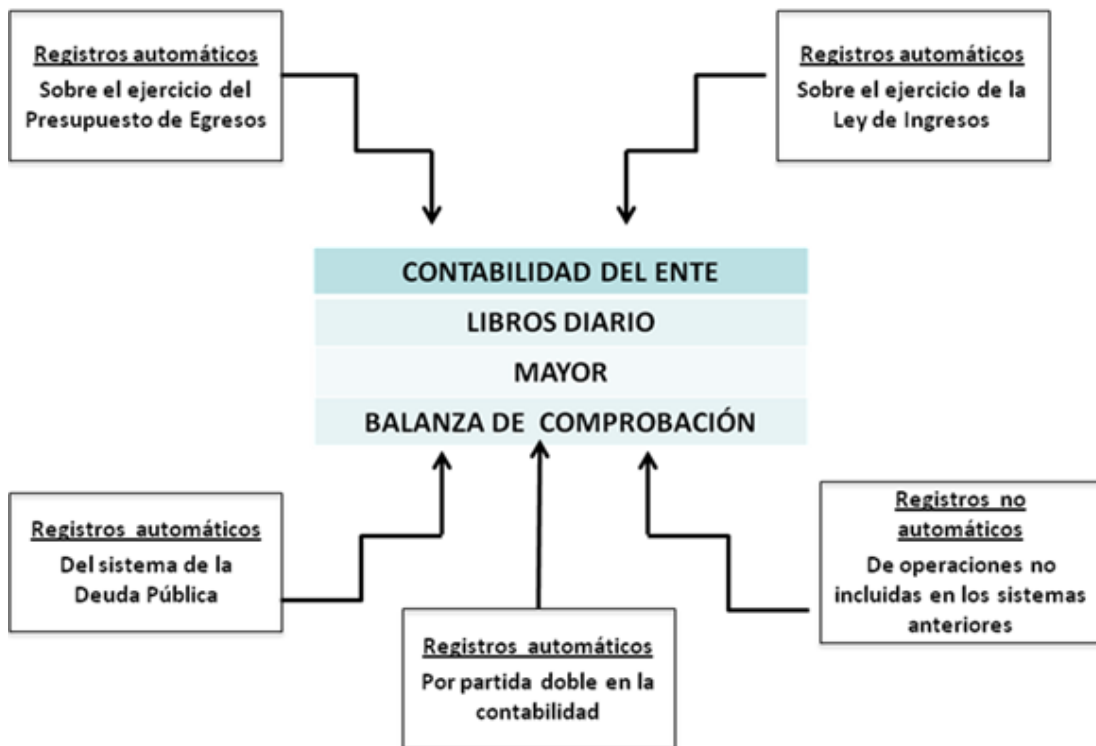 Registros automáticos
Sobre el ejercicio del
Presupuesto de Egresos
Registros automáticos
Sobre el ejercicio de la
Ley de Ingresos
CONTABILIDAD DEL ENTE
LIBROS DIARIO
MAYOR
BALANZA DE COMPROBACIÓN
Registros automáticos
Del sistema de la
Deuda Pública
Registros automáticos
Por partida doble en la
contabilidad
Registros no
automáticos
De operaciones no
incluidas en los sistemas
anteriores